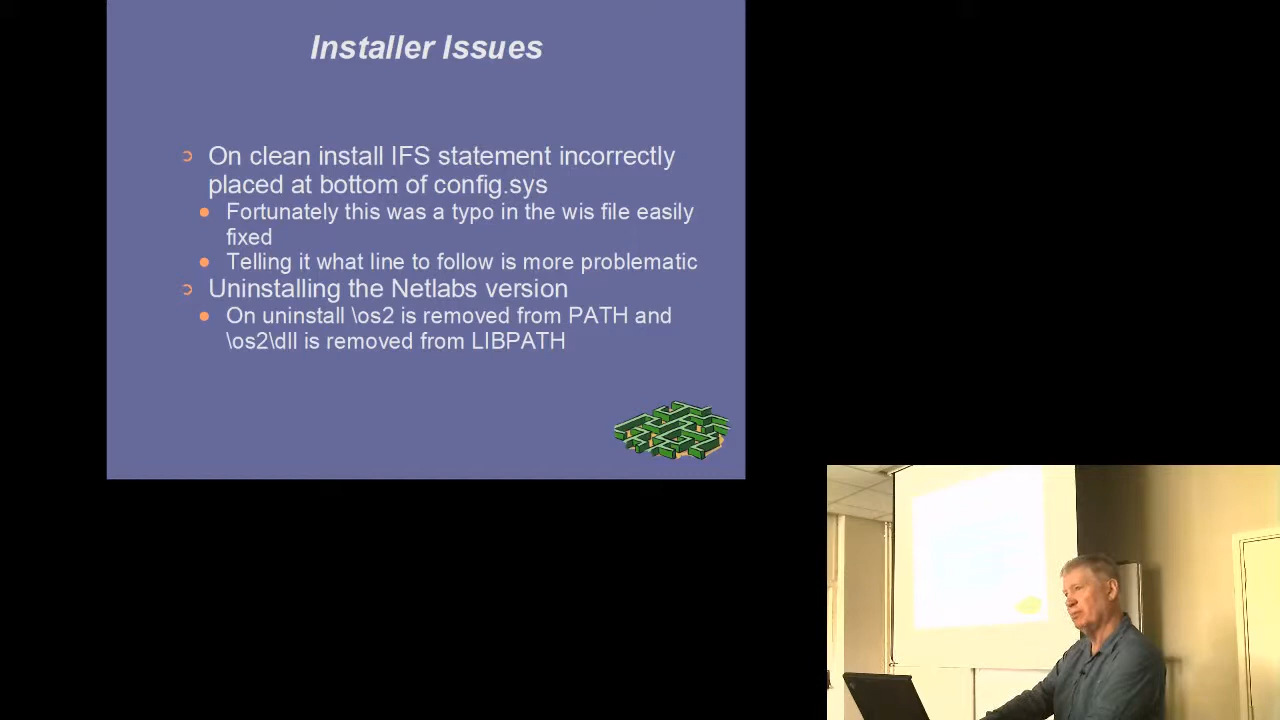 Installer Issues
On clean install IFS statement incorrectly
placed at bottom of config.sys
Fortunately this was a typo in the wis file easily
fixed
Telling it what line to follow is more problematic
Uninstalling the Netlabs version
On uninstall \os2 is removed from PATH and
\os2\dll is removed from LIBPATH